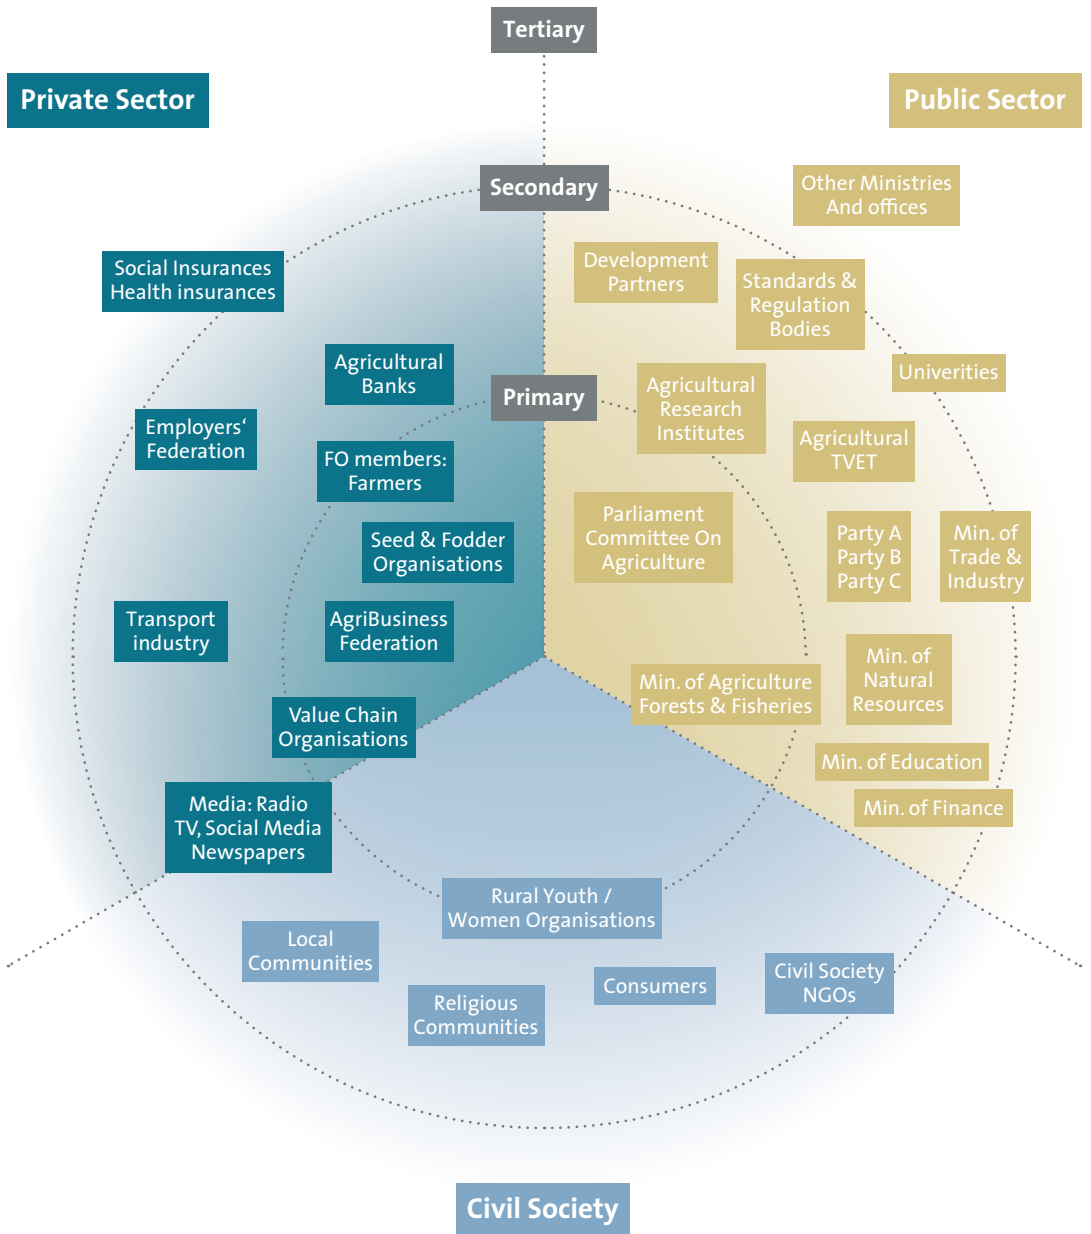 Tertiary
Private Sector
Public Sector
Secondary
Other Ministries
And offices
Social Insurances
Health insurances
Development
Partners
Standards &
Regulation
Bodies
Agricultural
Banks
Primary
Agricultural
Research
Institutes
Univerities
Employers‘
Federation
FO members:
Farmers
Agricultural
TVET
Seed & Fodder
Organisations
Parliament
Committee On
Agriculture
Party A
Party B
Party C
Min. of
Trade &
Industry
Transport
industry
AgriBusiness
Federation
Min. of Agriculture
Forests & Fisheries
Min. of
Natural
Resources
Value Chain
Organisations
Min. of Education
Media: Radio
TV, Social Media
Newspapers
Min. of Finance
Rural Youth /
Women Organisations
Local
Communities
Religious
Communities
Consumers
Civil Society
NGOs
Civil Society